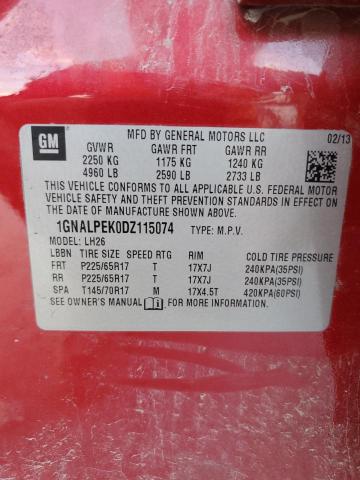 GM
MFD BY GENERAL MOTORS LLC 02/13
GVWR GAWR FRT GAWR RR
2250 KG 1175 KG 1240 KG
4960 LB 2590 LB 2733 LB
THIS VEHICLE CONFORMS TO ALL APPLICABLE U.S. FEDERAL MOTOR
VEHICLE SAFETY AND THEFT PREVENTION STANDARDS IN EFFECT ON
THE DATE OF MANUFACTURE SHOWN ABOVE.
1GNALPEK0DZ115074 TYPE: M.P.V.
MODEL: LH26
LBBN TIRE SIZE SPEED RTG RIM COLD TIRE PRESSURE
FRT P225/65R17 T 17X7J 240KPA(35PSI)
RR P225/65R17 T 17X7J 240KPA(35PSI)
SPA T145/70R17 M 17X4.5T 420KPA(60PSI)
SEE OWNER'S MANUAL FOR MORE INFORMATION.